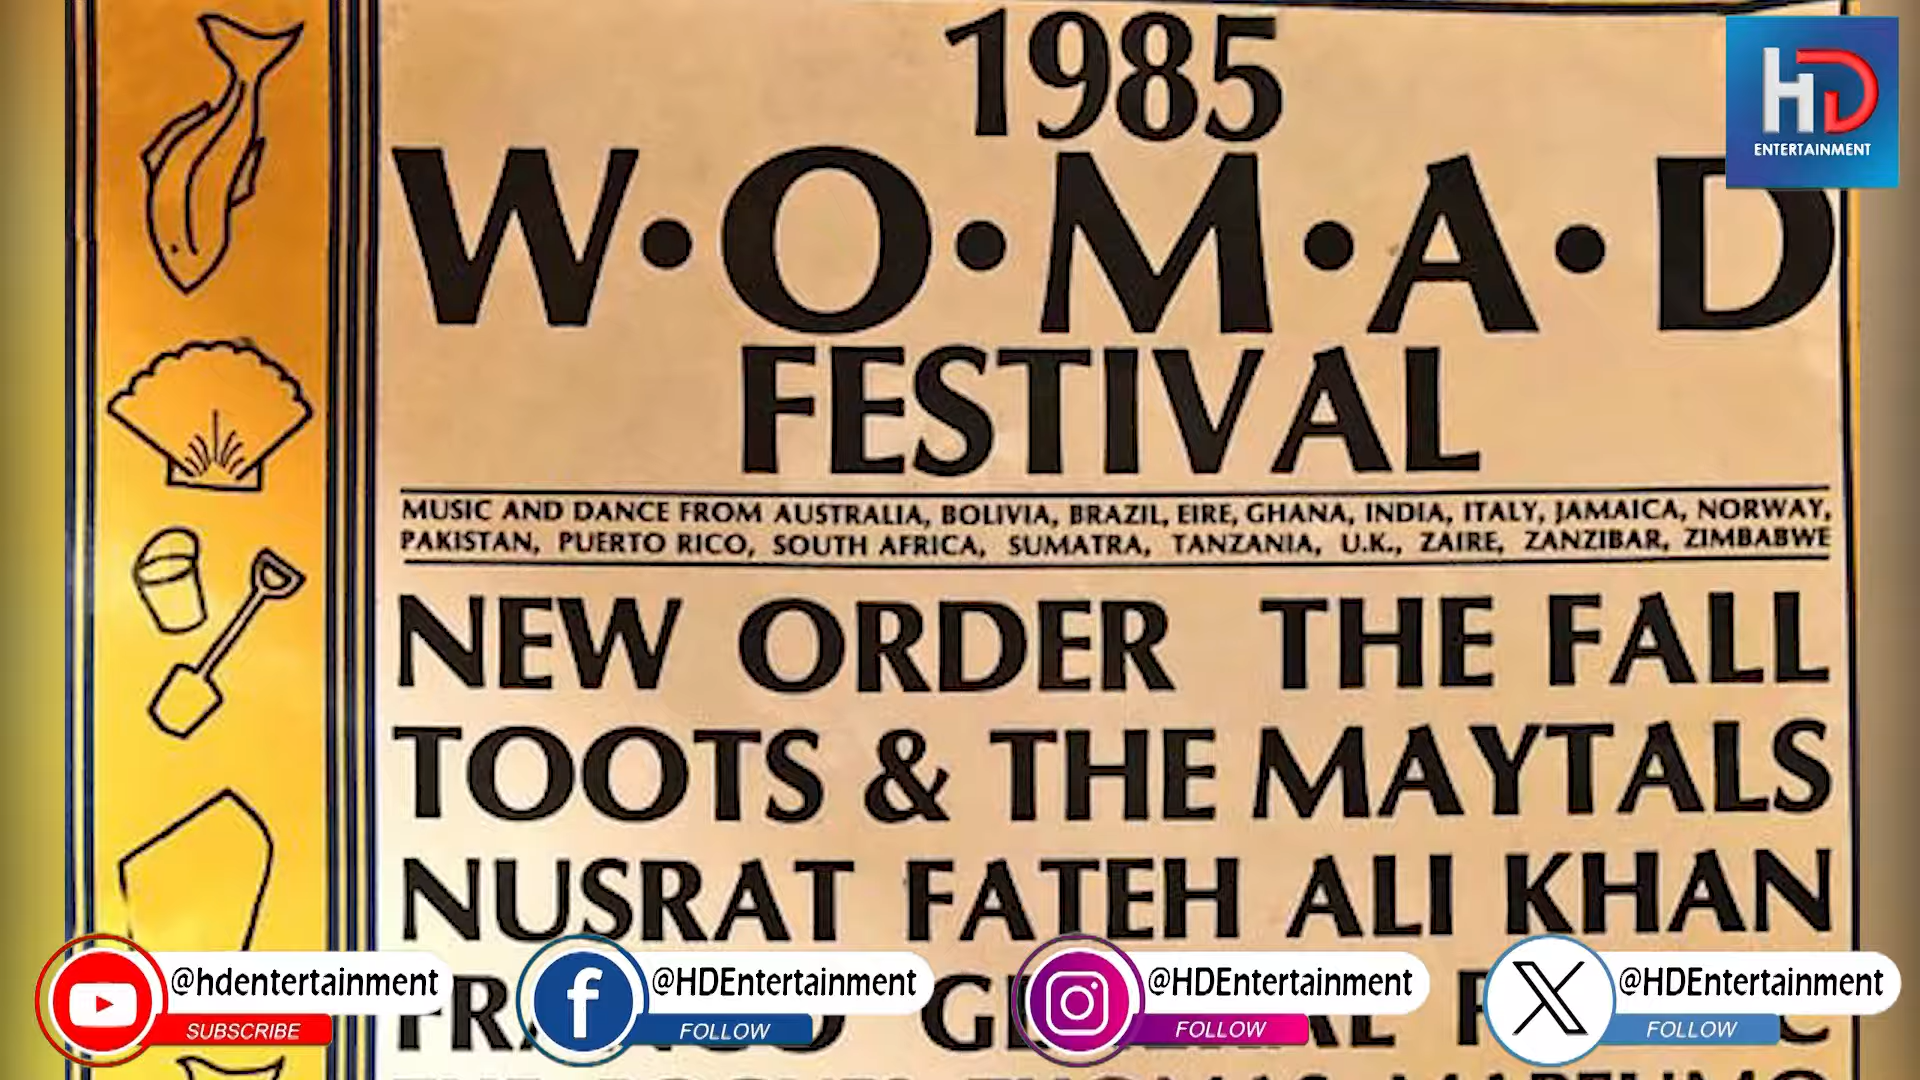 1985
HD
ENTERTAINMENT
W·O·M·A·D
FESTIVAL
MUSIC AND DANCE FROM AUSTRALIA, BOLIVIA, BRAZIL, EIRE, GHANA, INDIA, ITALY, JAMAICA, NORWAY,
PAKISTAN, PUERTO RICO, SOUTH AFRICA, SUMATRA, TANZANIA, U.K., ZAIRE, ZANZIBAR, ZIMBABWE
NEW ORDER THE FALL
TOOTS & THE MAYTALS
NUSRAT FATEH ALI KHAN
@hdentertainment
SUBSCRIBE
@HDEntertainment
FOLLOW
@HDEntertainment
FOLLOW
@HDEntertainment
FOLLOW